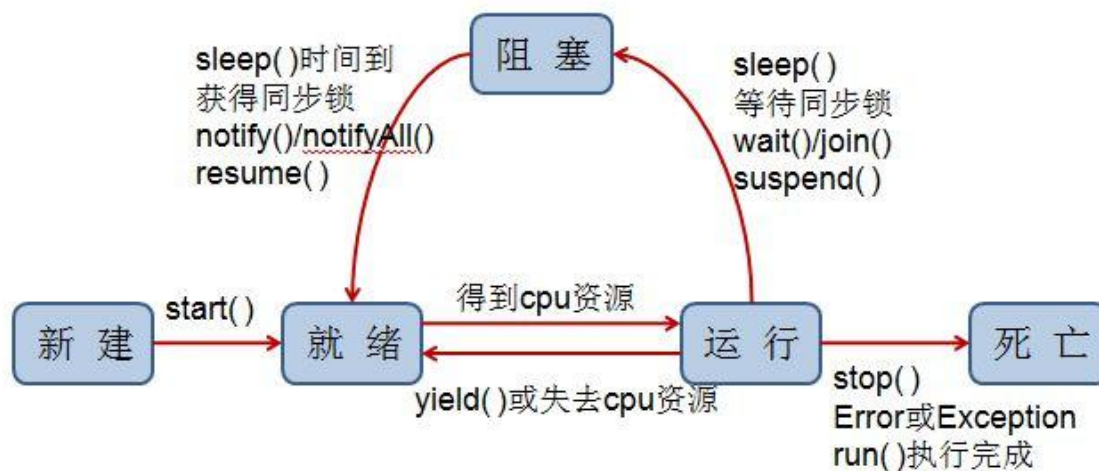 阻 塞
sleep( )时间到
获得同步锁
notify()/notifyAll()
resume( )
sleep( )
等待同步锁
wait()/join()
suspend( )
新 建
start( )
就 绪
得到cpu资源
yield( )或失去cpu资源
运 行
死 亡
stop( )
Error或Exception
run( )执行完成